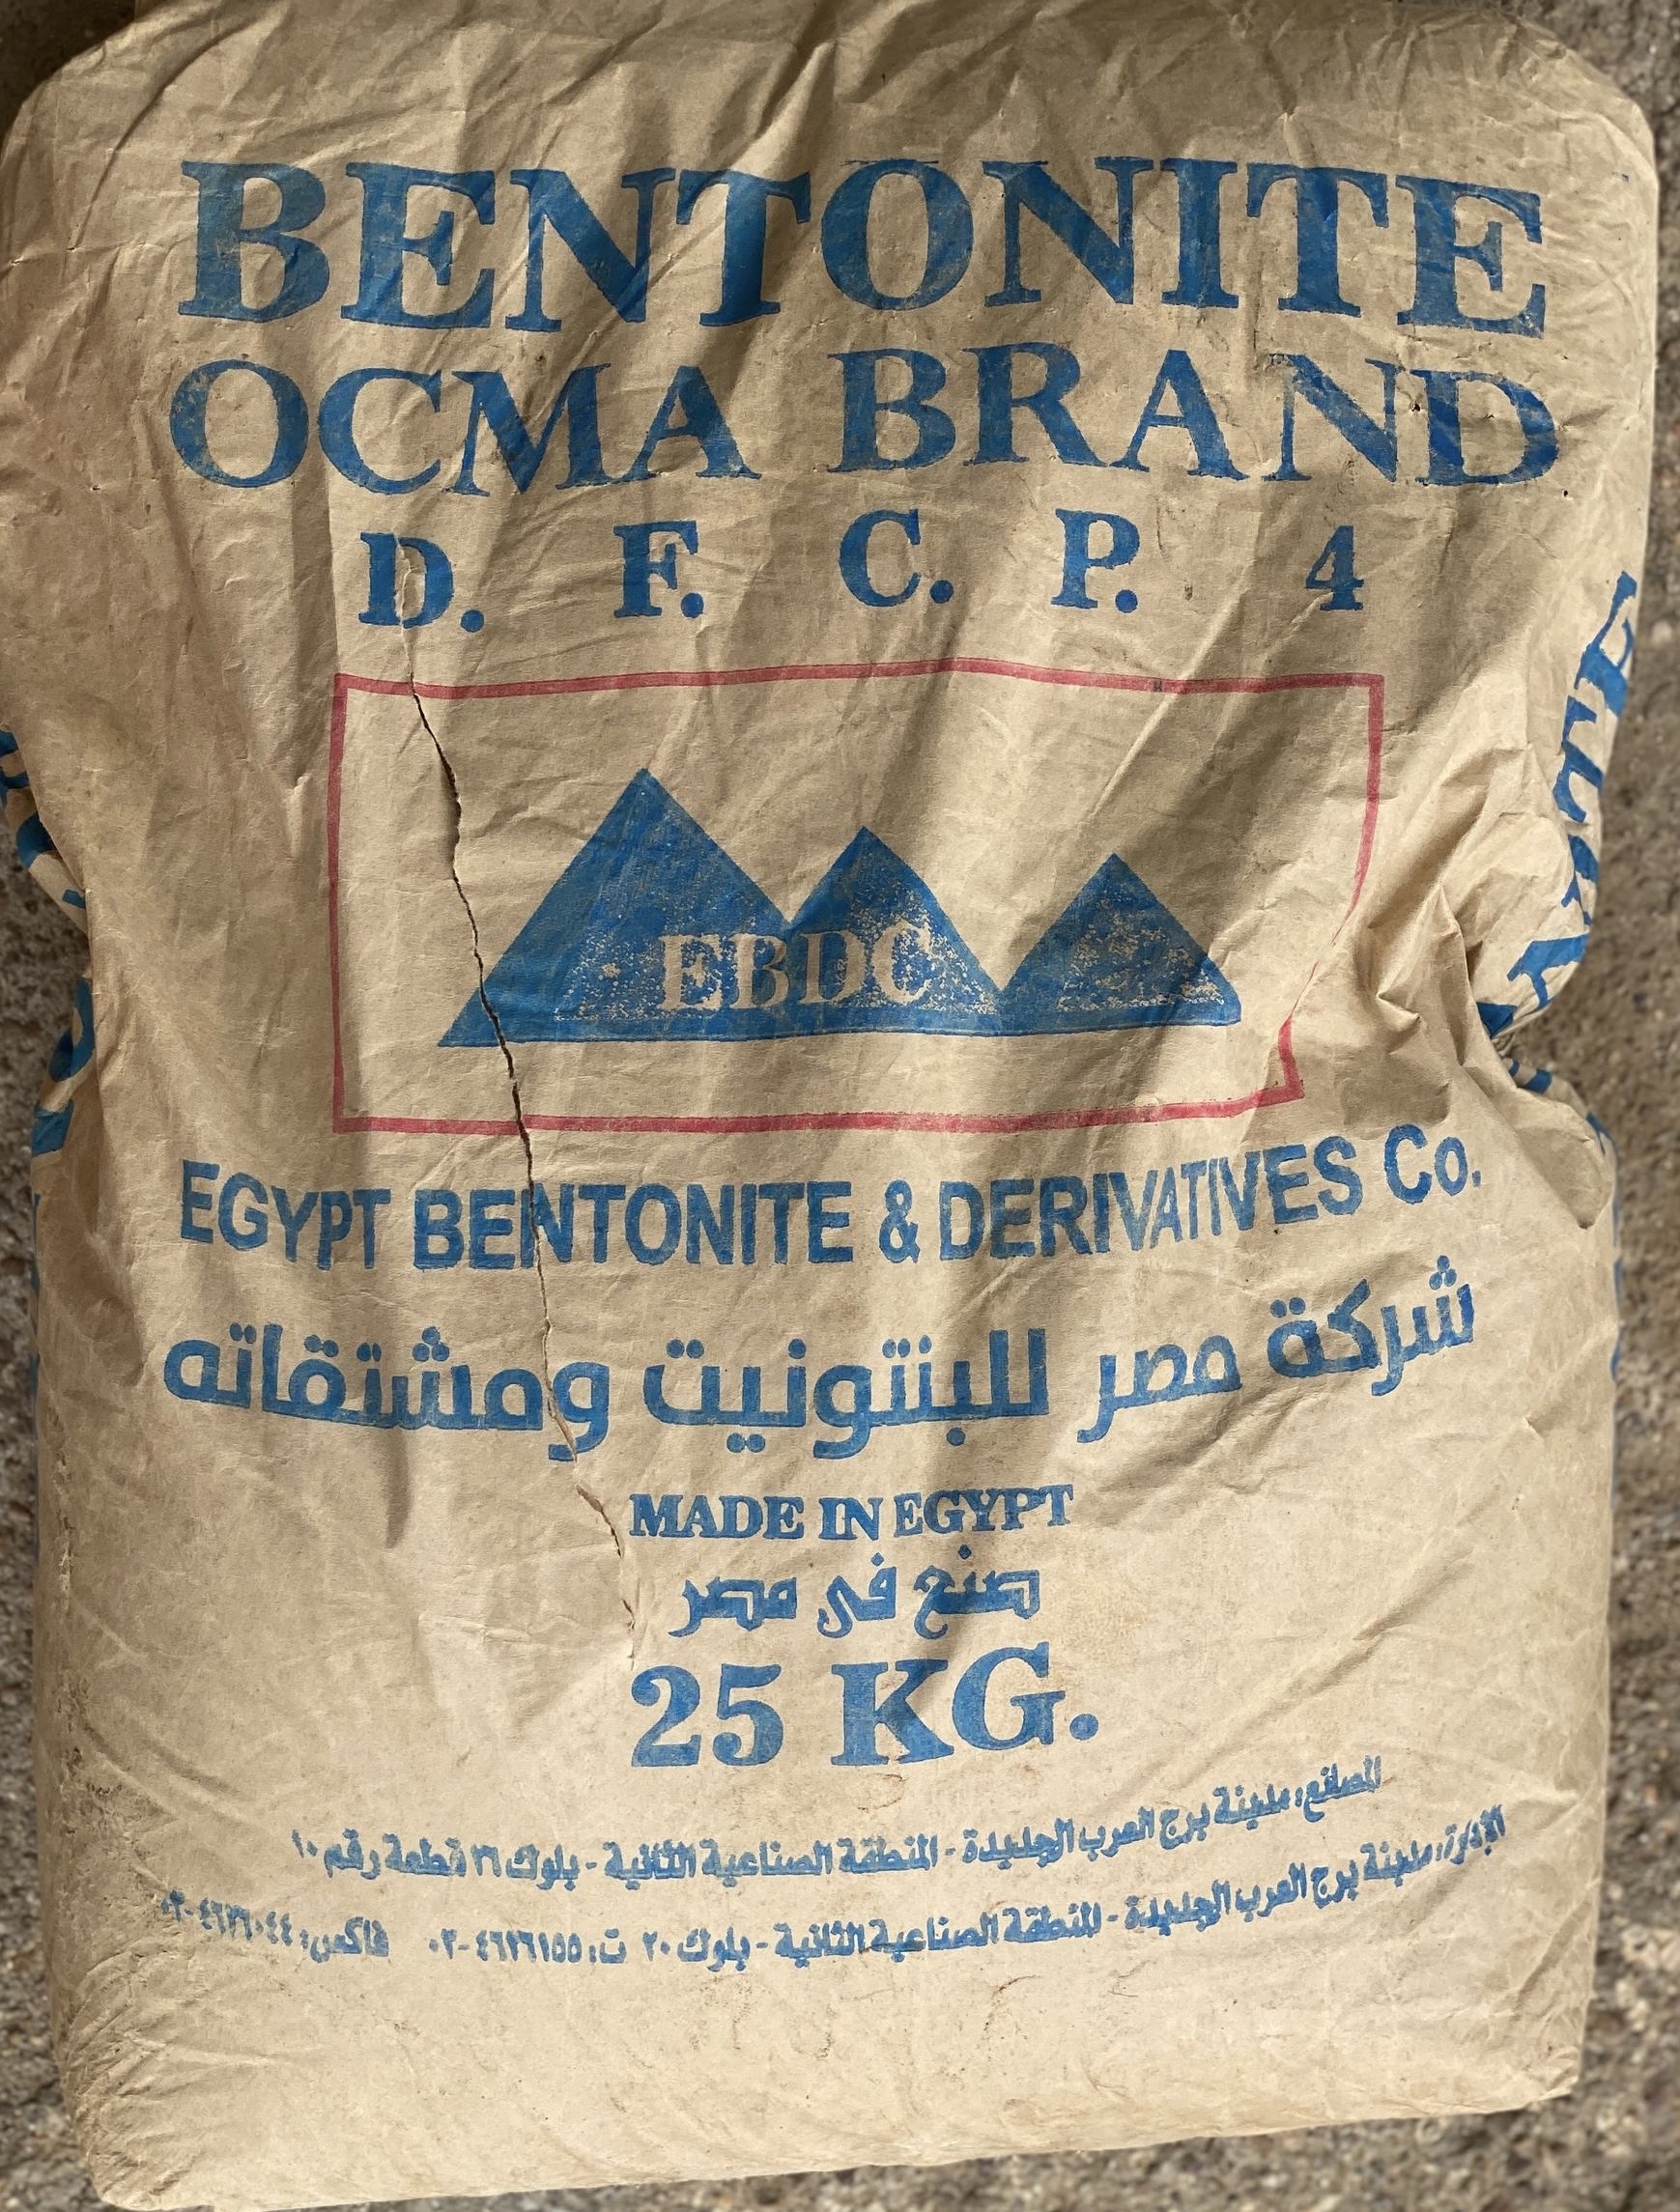 BENTONITE
OCMA BRAND
D. F. C. P. 4
EBDC
EGYPT BENTONITE & DERIVATIVES Co.
شركة مصر للبنتونيت ومشتقاته
MADE IN EGYPT
صنع فى مصر
25 KG.
المصانع: مدينة برج العرب الجديدة - المنطقة الصناعية الثانية - بلوك ٢٦ قطعة رقم ١٠
الإدارة: مدينة برج العرب الجديدة - المنطقة الصناعية الثانية - بلوك ٢٠ ت: ٤٦٢٦١٥٥-٠٣ فاكس: ٤٦٢٦٠٤٤-٠٣